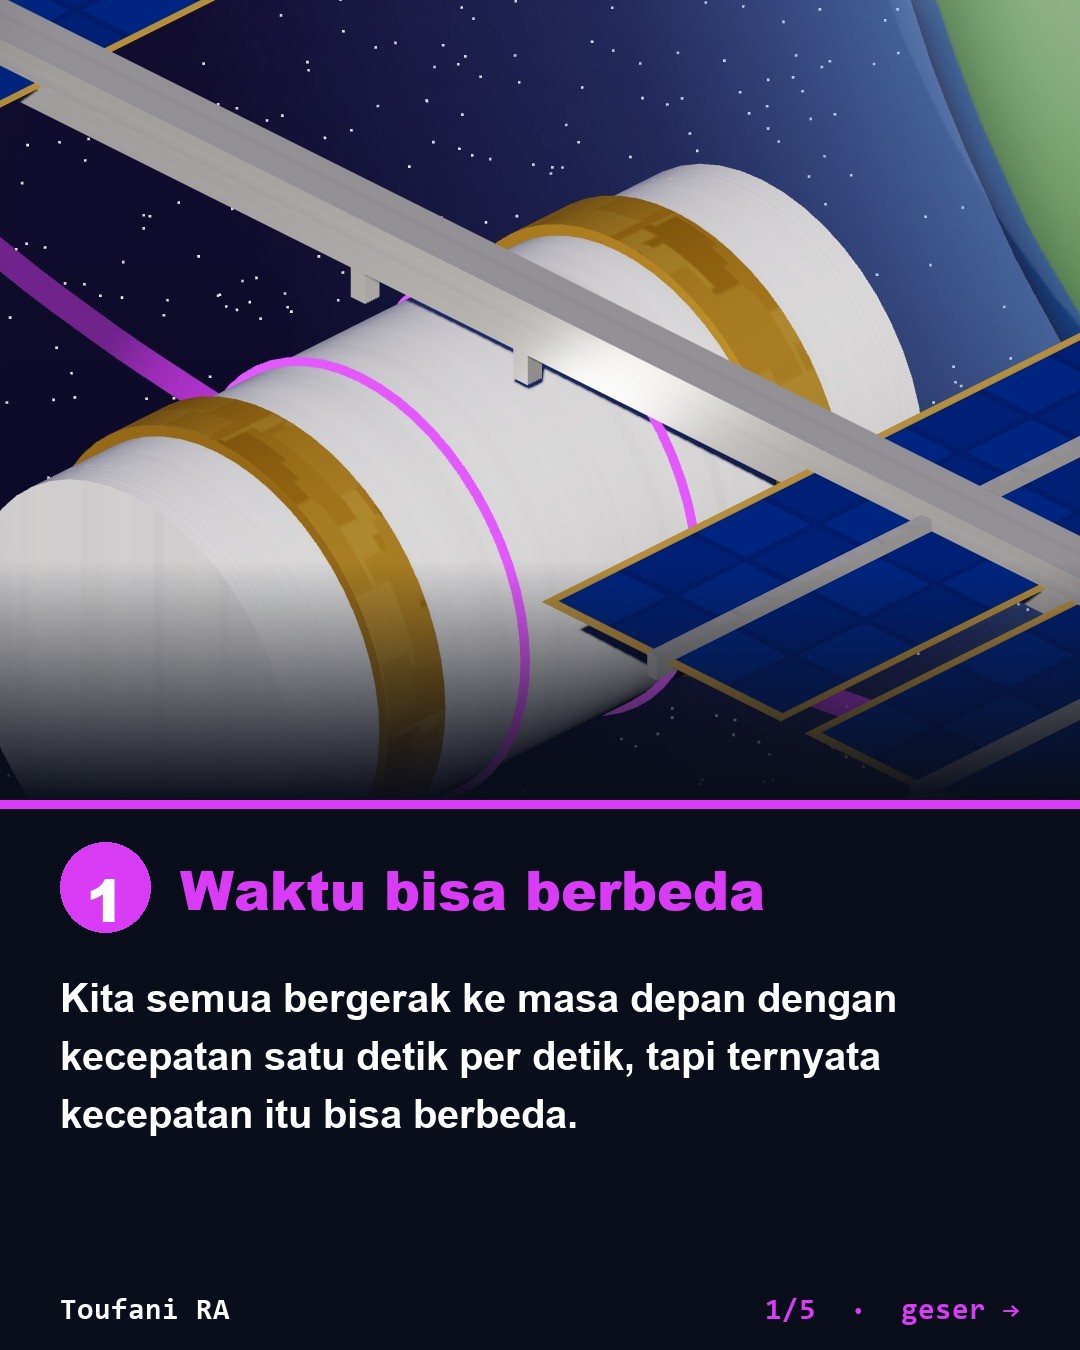 1 Waktu bisa berbeda
Kita semua bergerak ke masa depan dengan
kecepatan satu detik per detik, tapi ternyata
kecepatan itu bisa berbeda.
Toufani RA 1/5 · geser →